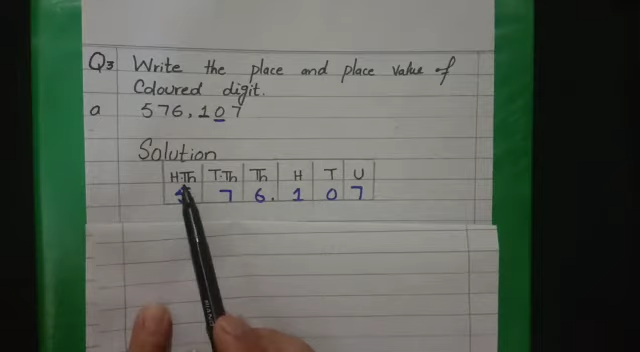 Q3 Write the place and place value of
Coloured digit.
a 576,107
Solution
H.Th T.Th Th H T U
5 7 6. 1 0 7